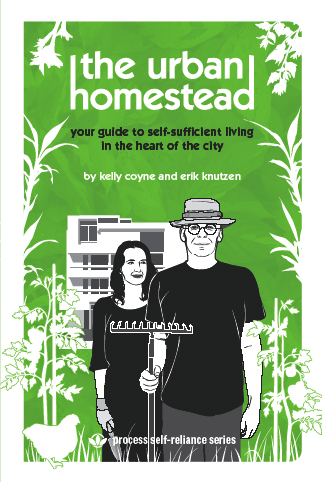 the urban
homestead
your guide to self-sufficient living
in the heart of the city
by kelly coyne and erik knutzen
process self-reliance series